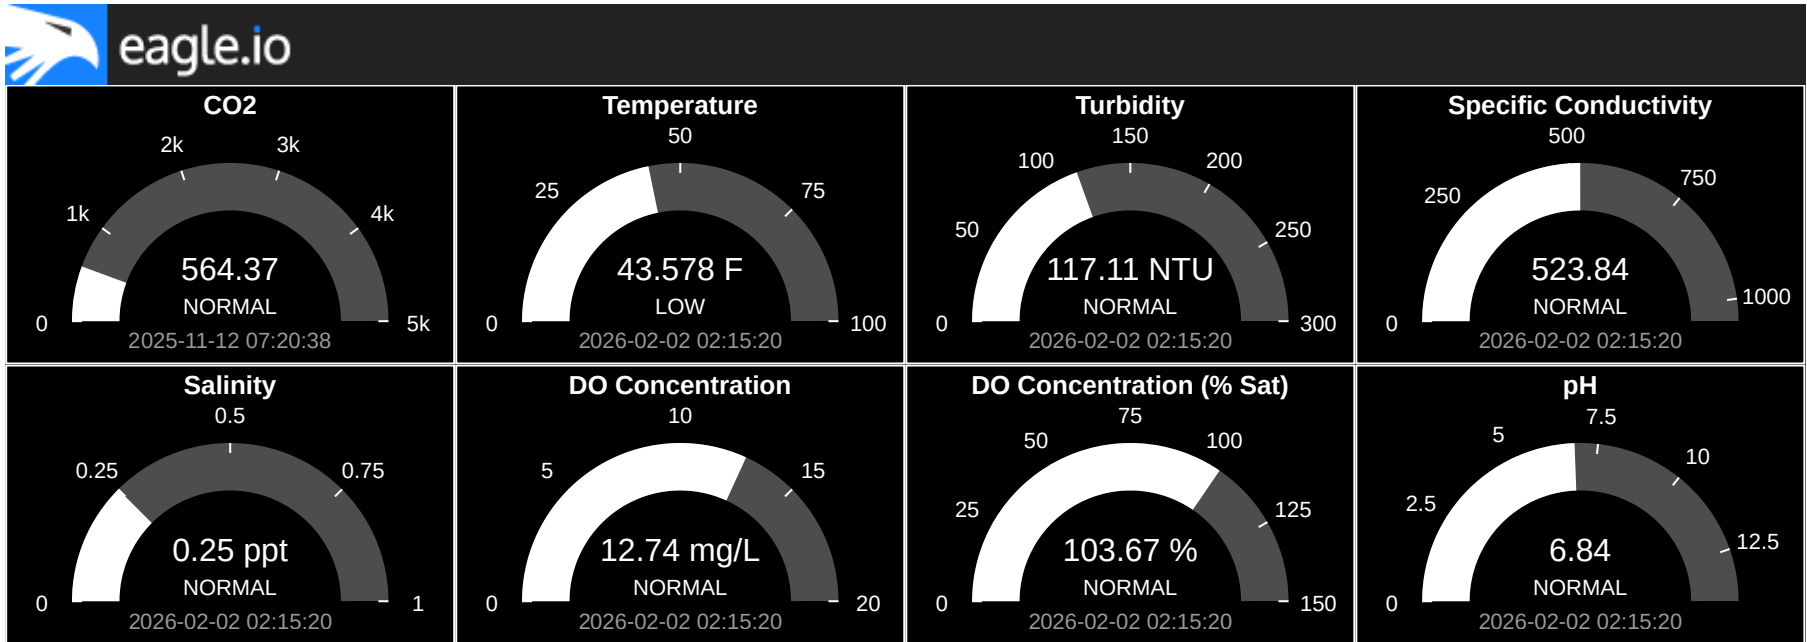 eagle.io
CO2
2k
3k
1k
4k
0
5k
564.37
NORMAL
2025-11-12 07:20:38
Temperature
50
25
75
0
100
43.578 F
LOW
2026-02-02 02:15:20
Turbidity
150
100
200
50
250
0
300
117.11 NTU
NORMAL
2026-02-02 02:15:20
Specific Conductivity
500
250
750
0
1000
523.84
NORMAL
2026-02-02 02:15:20
Salinity
0.5
0.25
0.75
0
1
0.25 ppt
NORMAL
2026-02-02 02:15:20
DO Concentration
10
5
15
0
20
12.74 mg/L
NORMAL
2026-02-02 02:15:20
DO Concentration (% Sat)
75
50
100
25
125
0
150
103.67 %
NORMAL
2026-02-02 02:15:20
pH
7.5
5
10
2.5
12.5
0
6.84
NORMAL
2026-02-02 02:15:20